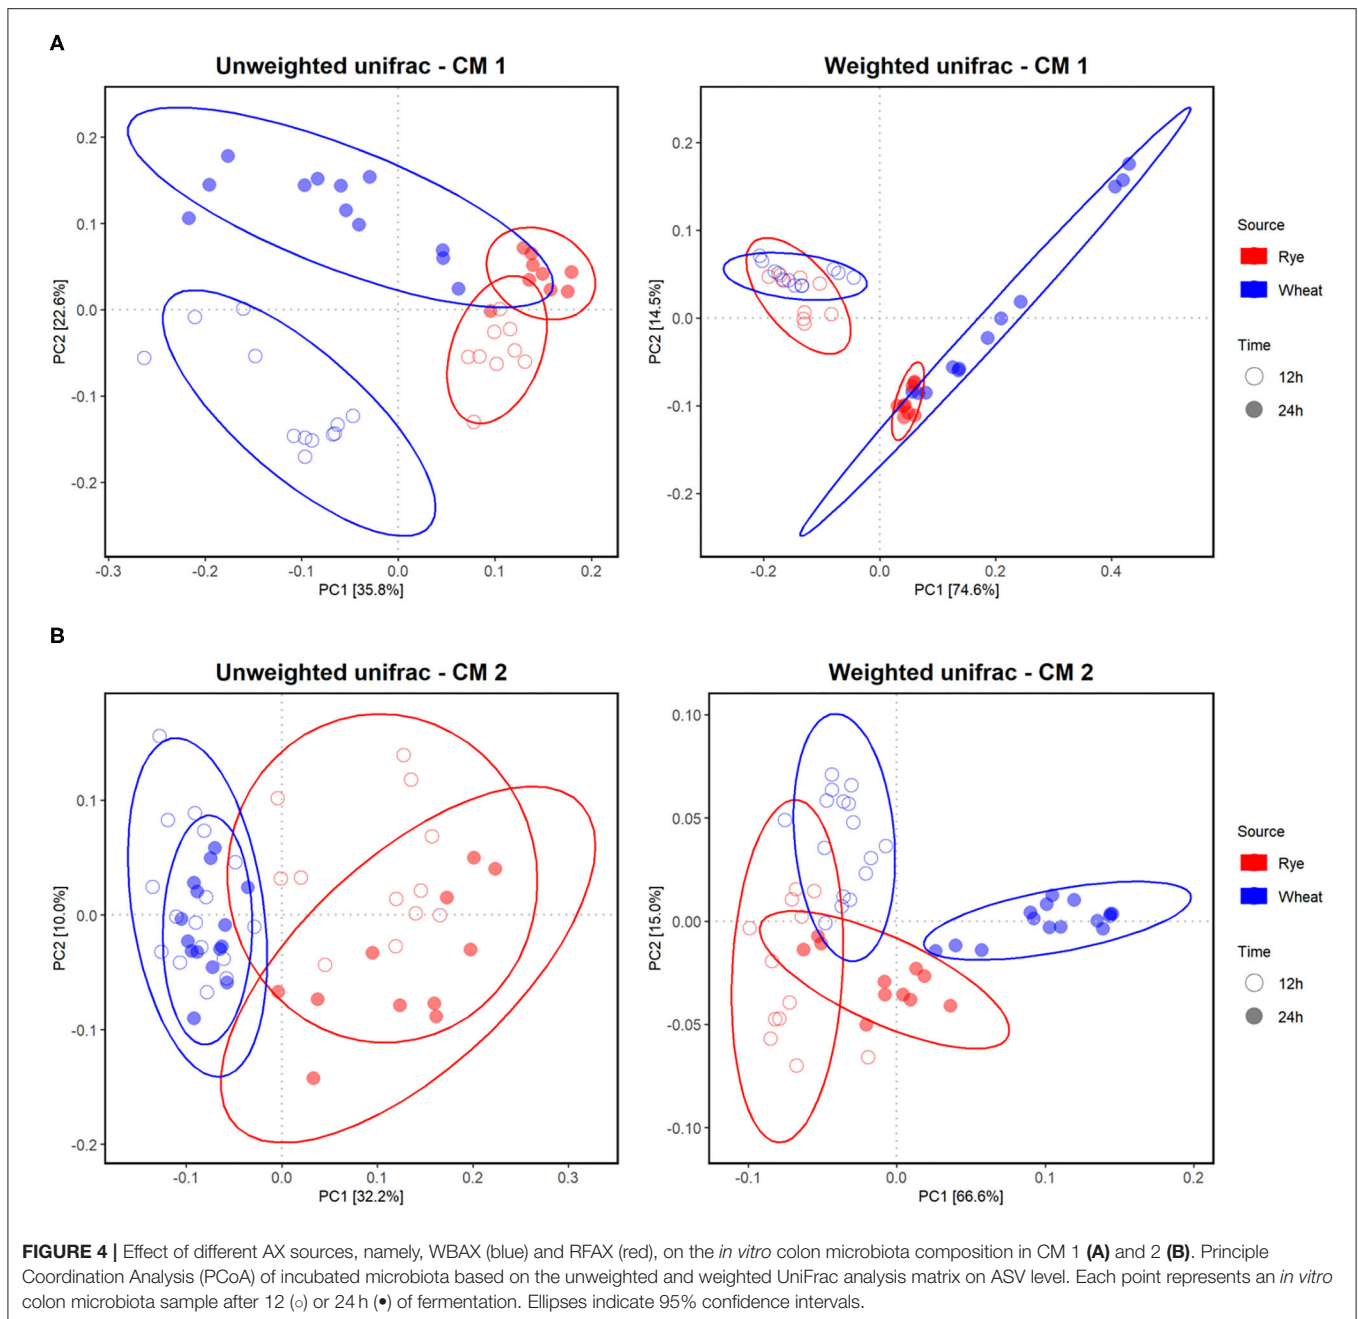 A
Unweighted unifrac - CM 1
Weighted unifrac - CM 1
0.2
0.1
0.0
-0.1
-0.2
PC2 [22.6%]
-0.3
-0.2
-0.1
0.0
0.1
0.2
PC1 [35.8%]
0.2
0.1
0.0
-0.1
-0.2
PC2 [14.5%]
-0.2
0.0
0.2
0.4
PC1 [74.6%]
Source
Rye
Wheat
Time
12h
24h
B
Unweighted unifrac - CM 2
Weighted unifrac - CM 2
0.1
0.0
-0.1
-0.2
PC2 [10.0%]
-0.1
0.0
0.1
0.2
0.3
PC1 [32.2%]
0.10
0.05
0.00
-0.05
-0.10
PC2 [15.0%]
-0.1
0.0
0.1
0.2
PC1 [66.6%]
Source
Rye
Wheat
Time
12h
24h
FIGURE 4 | Effect of different AX sources, namely, WBAX (blue) and RFAX (red), on the in vitro colon microbiota composition in CM 1 (A) and 2 (B). Principle
Coordination Analysis (PCoA) of incubated microbiota based on the unweighted and weighted UniFrac analysis matrix on ASV level. Each point represents an in vitro
colon microbiota sample after 12 (○) or 24 h (●) of fermentation. Ellipses indicate 95% confidence intervals.